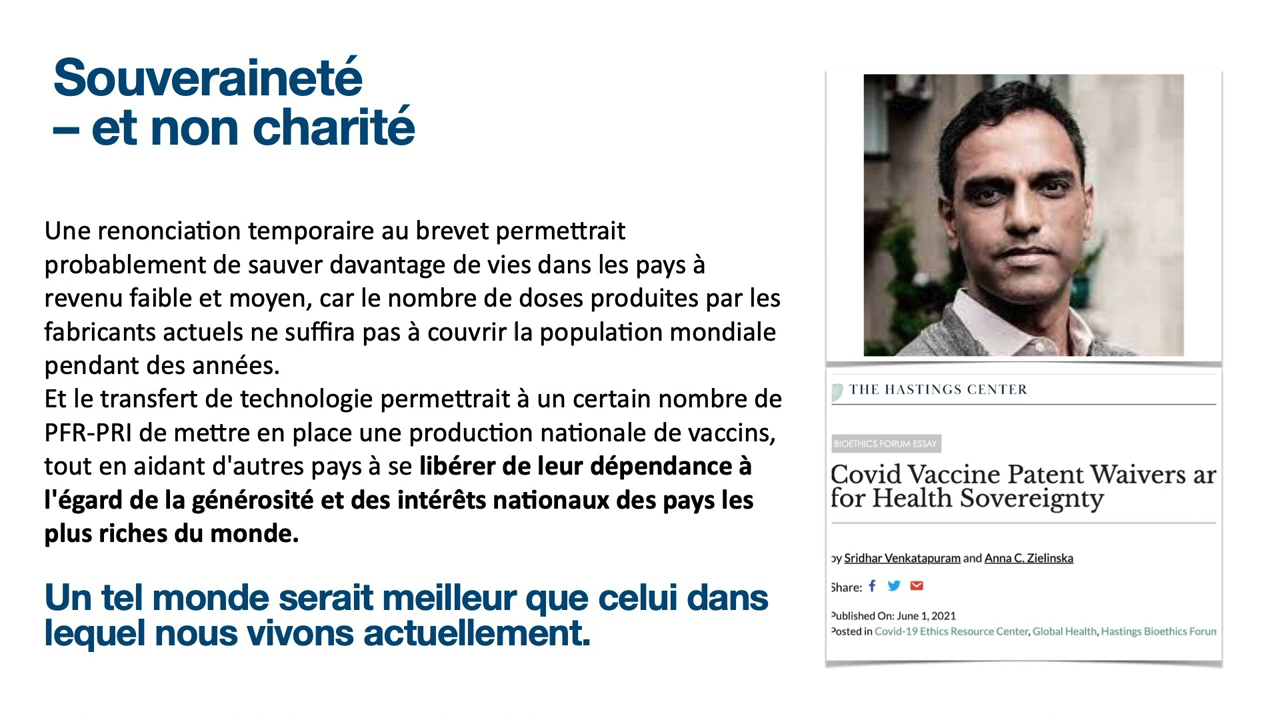 Souveraineté
– et non charité
Une renonciation temporaire au brevet permettrait
probablement de sauver davantage de vies dans les pays à
revenu faible et moyen, car le nombre de doses produites par les
fabricants actuels ne suffira pas à couvrir la population mondiale
pendant des années.
Et le transfert de technologie permettrait à un certain nombre de
PFR-PRI de mettre en place une production nationale de vaccins,
tout en aidant d'autres pays à se libérer de leur dépendance à
l'égard de la générosité et des intérêts nationaux des pays les
plus riches du monde.
Un tel monde serait meilleur que celui dans
lequel nous vivons actuellement.
THE HASTINGS CENTER
BIOETHICS FORUM ESSAY
Covid Vaccine Patent Waivers ar
for Health Sovereignty
by Sridhar Venkatapuram and Anna C. Zielinska
Share:
Published On: June 1, 2021
Posted in Covid-19 Ethics Resource Center, Global Health, Hastings Bioethics Forun